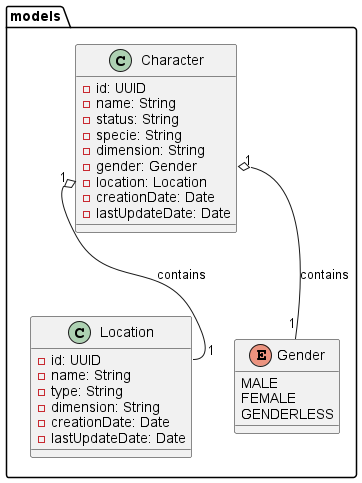 models
C Character
id: UUID
name: String
status: String
specie: String
dimension: String
gender: Gender
location: Location
creationDate: Date
lastUpdateDate: Date
1
1
contains
contains
1
1
C Location
id: UUID
name: String
type: String
dimension: String
creationDate: Date
lastUpdateDate: Date
E Gender
MALE
FEMALE
GENDERLESS